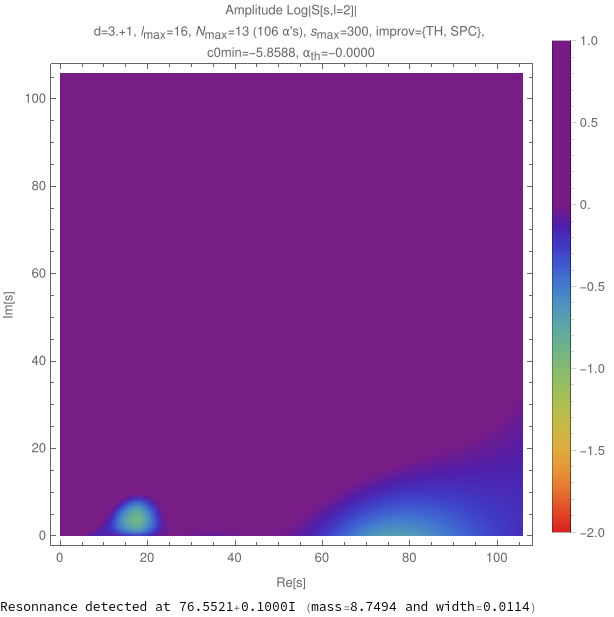 Amplitude Log|S[s,l=2]|
d=3.+1, lmax=16, Nmax=13 (106 α's), smax=300, improv={TH, SPC},
c0min=−5.8588, αth=−0.0000
1.0
0.5
0.
−0.5
−1.0
−1.5
−2.0
100
80
60
40
20
0
Im[s]
0 20 40 60 80 100
Re[s]
Resonnance detected at 76.5521+0.1000I (mass=8.7494 and width=0.0114)